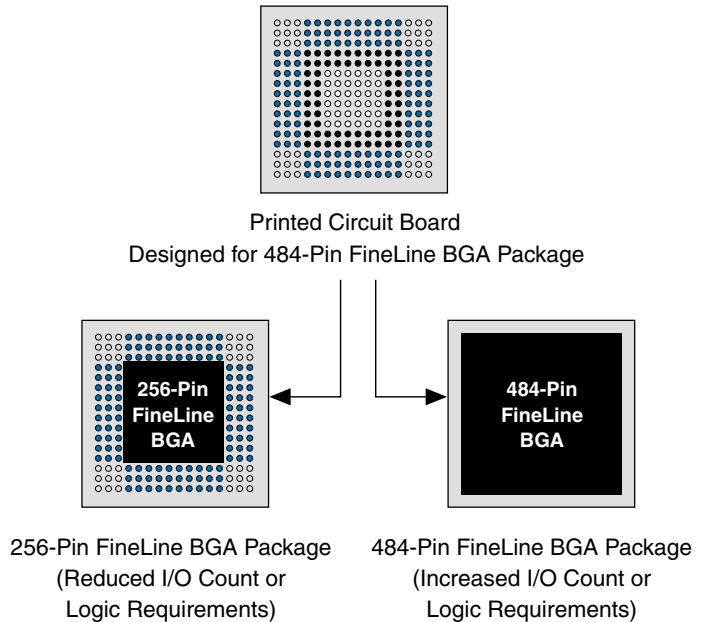 Printed Circuit Board
Designed for 484-Pin FineLine BGA Package
256-Pin
FineLine
BGA
484-Pin
FineLine
BGA
256-Pin FineLine BGA Package
(Reduced I/O Count or
Logic Requirements)
484-Pin FineLine BGA Package
(Increased I/O Count or
Logic Requirements)